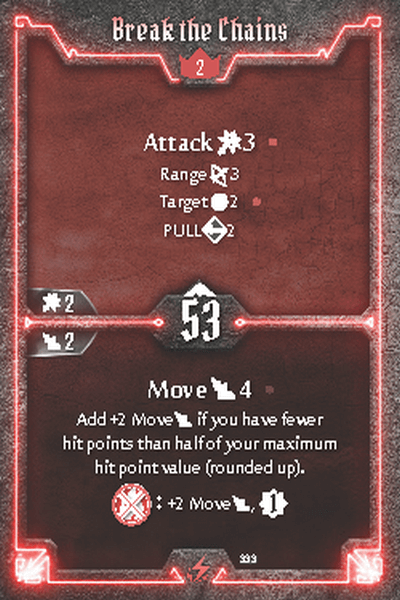 Break the Chains
2
Attack 3
Range 3
Target 2
PULL 2
2
53
2
Move 4
Add +2 Move if you have fewer
hit points than half of your maximum
hit point value (rounded up).
: +2 Move, 1